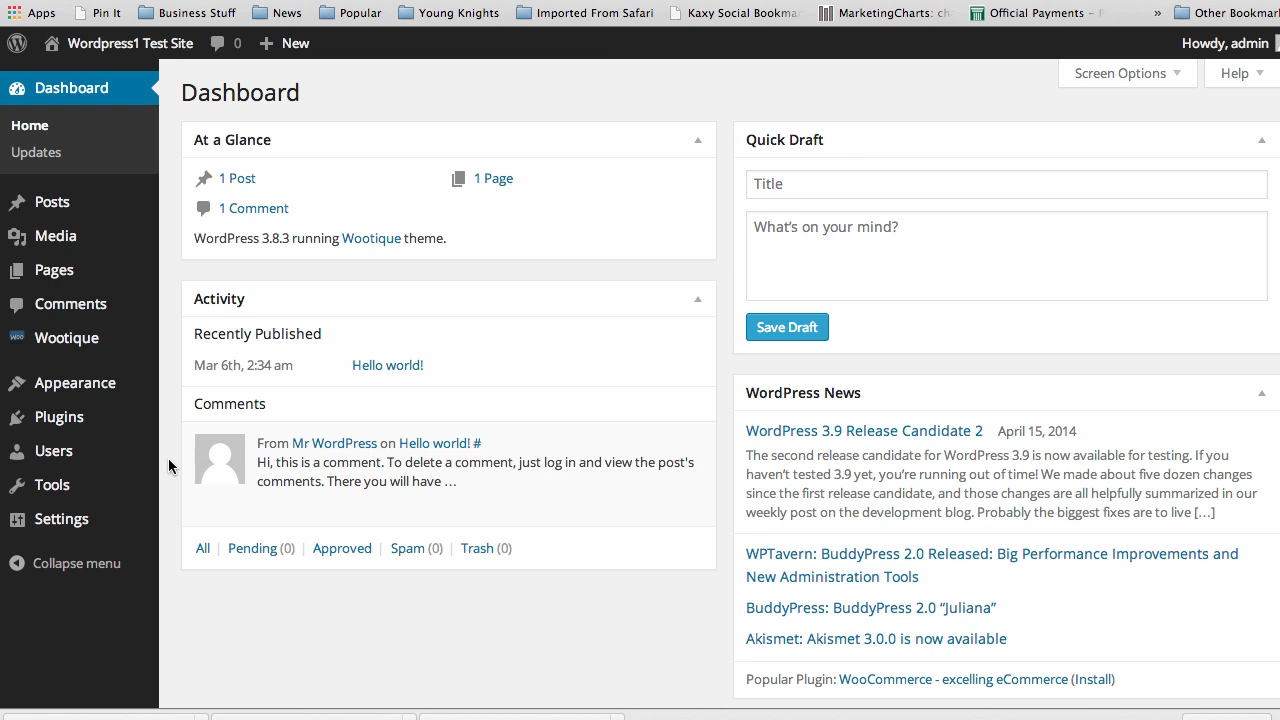 Apps Pin It Business Stuff News Popular Young Knights Imported From Safari Kaxy Social Bookma MarketingCharts: ch Official Payments – P » Other Bookmar
Wordpress1 Test Site 0 New Howdy, admin
Dashboard
Home
Updates
Posts
Media
Pages
Comments
Wootique
Appearance
Plugins
Users
Tools
Settings
Collapse menu
Screen Options Help
Dashboard
At a Glance
1 Post 1 Page
1 Comment
WordPress 3.8.3 running Wootique theme.
Activity
Recently Published
Mar 6th, 2:34 am Hello world!
Comments
From Mr WordPress on Hello world! #
Hi, this is a comment. To delete a comment, just log in and view the post's
comments. There you will have …
All | Pending (0) | Approved | Spam (0) | Trash (0)
Quick Draft
Title
What's on your mind?
Save Draft
WordPress News
WordPress 3.9 Release Candidate 2 April 15, 2014
The second release candidate for WordPress 3.9 is now available for testing. If you
haven't tested 3.9 yet, you're running out of time! We made about five dozen changes
since the first release candidate, and those changes are all helpfully summarized in our
weekly post on the development blog. Probably the biggest fixes are to live […]
WPTavern: BuddyPress 2.0 Released: Big Performance Improvements and
New Administration Tools
BuddyPress: BuddyPress 2.0 “Juliana”
Akismet: Akismet 3.0.0 is now available
Popular Plugin: WooCommerce - excelling eCommerce (Install)